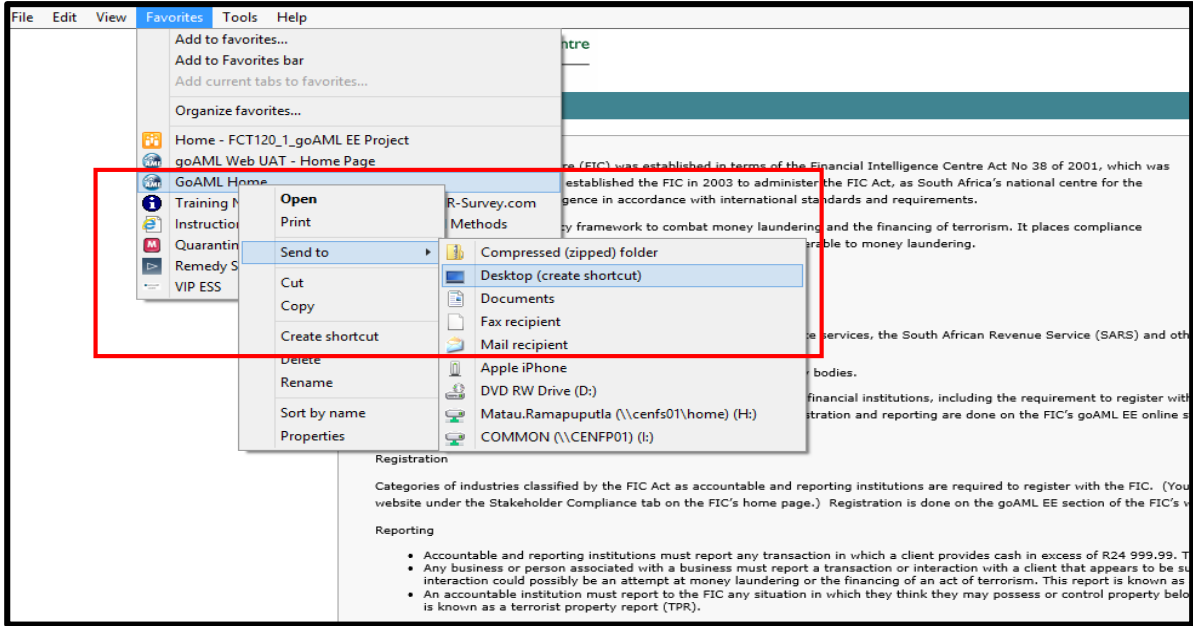 File Edit View Favorites Tools Help
Add to favorites...
Add to Favorites bar
Add current tabs to favorites...
Organize favorites...
Home - FCT120_1_goAML EE Project
goAML Web UAT - Home Page
GoAML Home
Training
Instruction
Quarantin
Remedy S
VIP ESS
R-Survey.com
Methods
Open
Print
Send to
Cut
Copy
Create shortcut
Delete
Rename
Sort by name
Properties
Compressed (zipped) folder
Desktop (create shortcut)
Documents
Fax recipient
Mail recipient
Apple iPhone
DVD RW Drive (D:)
Matau.Ramapuputla (\\cenfs01\home) (H:)
COMMON (\\CENFP01) (I:)
ntre
re (FIC) was established in terms of the Financial Intelligence Centre Act No 38 of 2001, which was
established the FIC in 2003 to administer the FIC Act, as South Africa's national centre for the
gence in accordance with international standards and requirements.
cy framework to combat money laundering and the financing of terrorism. It places compliance
erable to money laundering.
services, the South African Revenue Service (SARS) and oth
bodies.
financial institutions, including the requirement to register with
stration and reporting are done on the FIC's goAML EE online s
Registration
Categories of industries classified by the FIC Act as accountable and reporting institutions are required to register with the FIC. (You
website under the Stakeholder Compliance tab on the FIC's home page.) Registration is done on the goAML EE section of the FIC's w
Reporting
• Accountable and reporting institutions must report any transaction in which a client provides cash in excess of R24 999.99. T
• Any business or person associated with a business must report a transaction or interaction with a client that appears to be su
interaction could possibly be an attempt at money laundering or the financing of an act of terrorism. This report is known as
• An accountable institution must report to the FIC any situation in which they think they may possess or control property belo
is known as a terrorist property report (TPR).